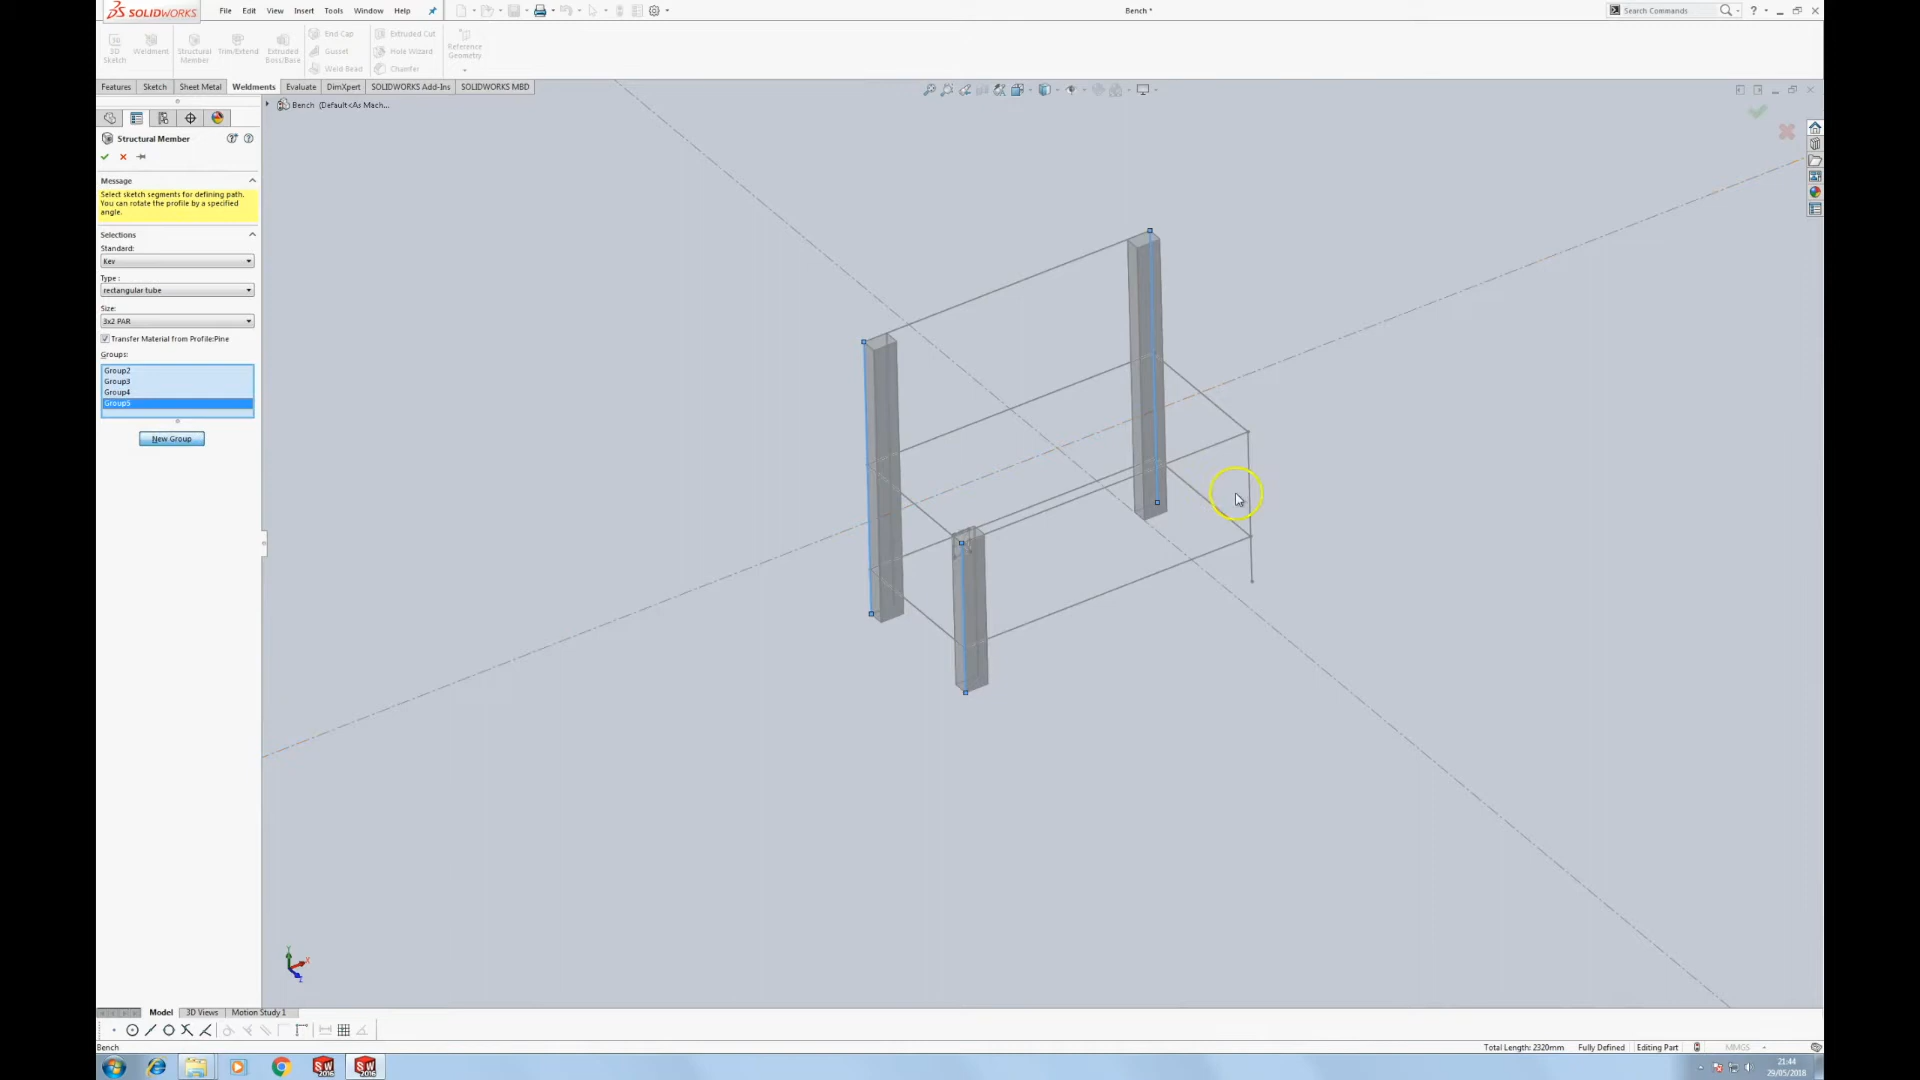 SOLIDWORKS File Edit View Insert Tools Window Help Bench * Search Commands
3D Sketch Weldment Structural Member Trim/Extend Extruded Boss/Base End Cap Gusset Weld Bead Extruded Cut Hole Wizard Chamfer Reference Geometry
Features Sketch Sheet Metal Weldments Evaluate DimXpert SOLIDWORKS Add-Ins SOLIDWORKS MBD
Bench (Default<As Mach...
Structural Member
Message
Select sketch segments for defining path.
You can rotate the profile by a specified
angle.
Selections
Standard:
Kev
Type :
rectangular tube
Size:
3x2 PAR
Transfer Material from Profile:Pine
Groups:
Group2
Group3
Group4
Group5
New Group
Y
X
Z
Model 3D Views Motion Study 1
Bench Total Length: 2320mm Fully Defined Editing Part MMGS
SW 2016 SW 2016
21:44
29/05/2018